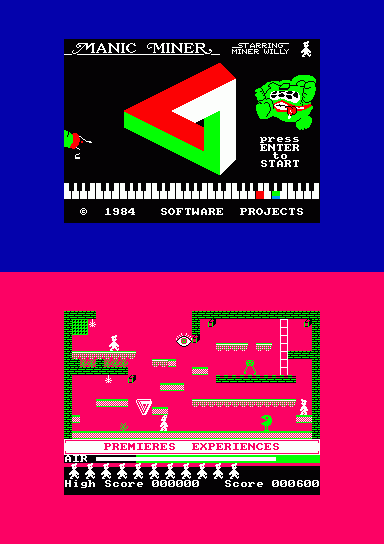 MANIC MINER
STARRING
MINER WILLY
press
ENTER
to
START
© 1984 SOFTWARE PROJECTS
PREMIERES EXPERIENCES
AIR
High Score 000000 Score 000600